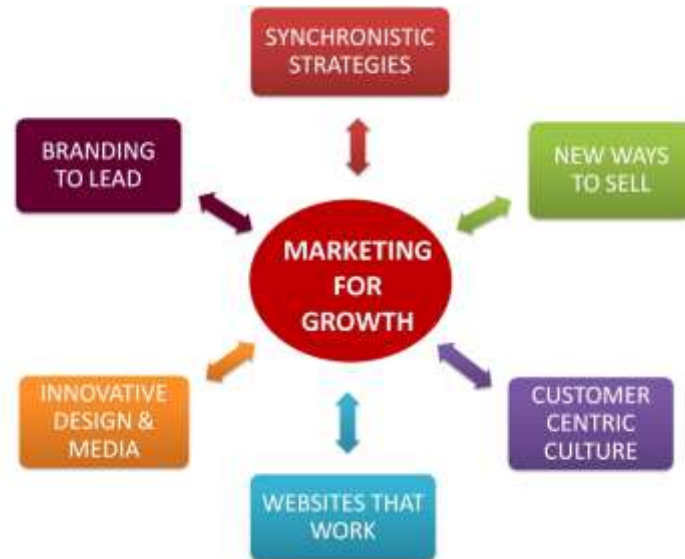 SYNCHRONISTIC
STRATEGIES
BRANDING
TO LEAD
NEW WAYS
TO SELL
MARKETING
FOR
GROWTH
INNOVATIVE
DESIGN &
MEDIA
CUSTOMER
CENTRIC
CULTURE
WEBSITES THAT
WORK